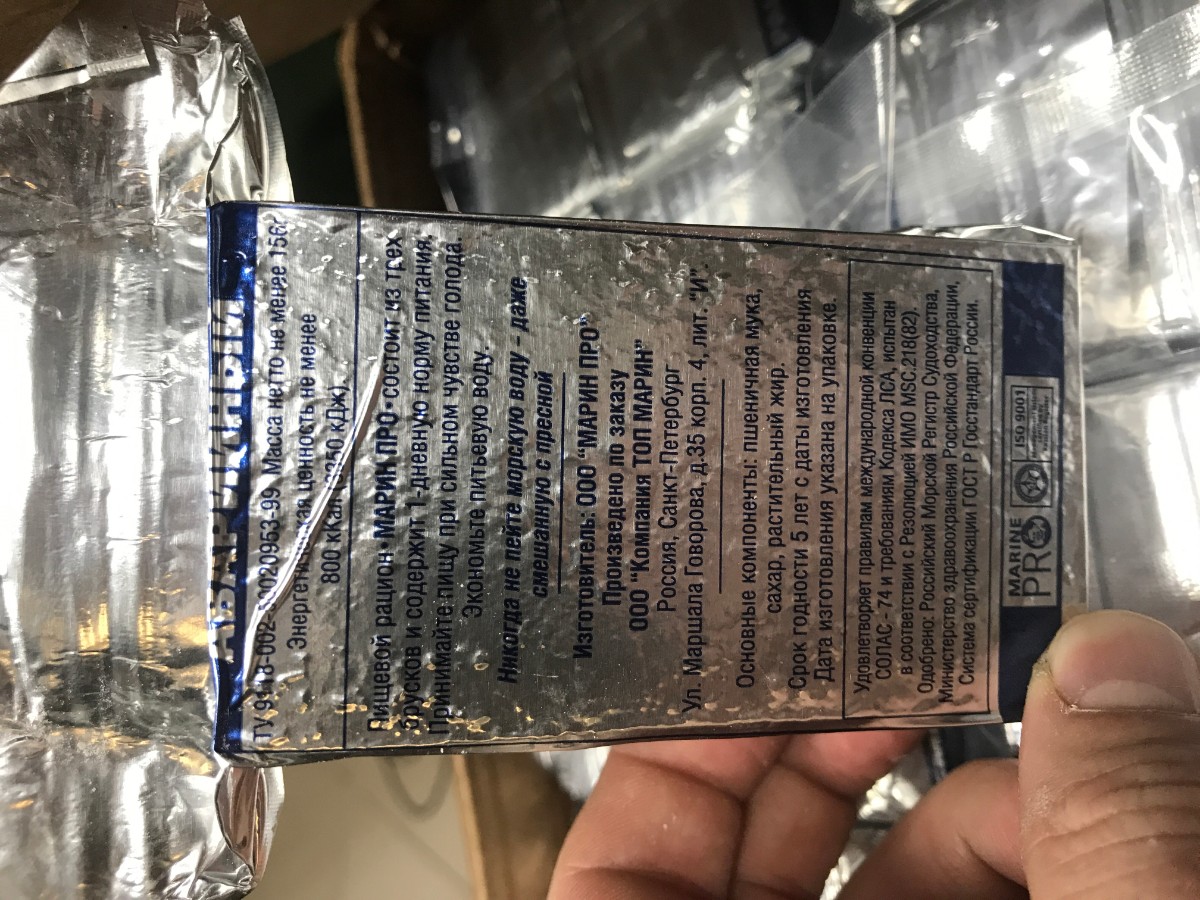 ТУ 9118-002-00020953-99 Масса нетто не менее 156г
Энергетическая ценность не менее
800 кКал (3350 кДж).
Пищевой рацион МАРИН ПРО состоит из трех
брусков и содержит 1-дневную норму питания.
Принимайте пищу при сильном чувстве голода.
Экономьте питьевую воду.
Никогда не пейте морскую воду - даже
смешанную с пресной
Изготовитель: ООО "МАРИН ПРО"
Произведено по заказу
ООО "Компания ТОП МАРИН"
Россия, Санкт-Петербург
Ул. Маршала Говорова, д.35 корп. 4, лит. "И".
Основные компоненты: пшеничная мука,
сахар, растительный жир.
Срок годности 5 лет с даты изготовления
Дата изготовления указана на упаковке.
Удовлетворяет правилам международной конвенции
СОЛАС - 74 и требованиям Кодекса ЛСА, испытан
в соответствии с Резолюцией ИМО MSC.218(82).
Одобрено: Российский Морской Регистр Судоходства,
Министерство здравоохранения Российской Федерации,
Система сертификации ГОСТ Р Госстандарт России.
MARINE
PRO
ISO 9001